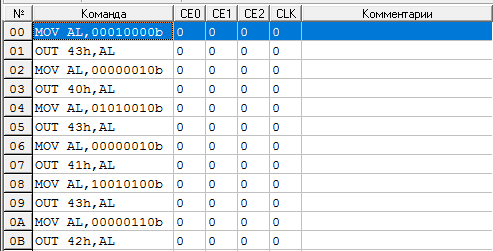 № Команда CE0 CE1 CE2 CLK Комментарии
00 MOV AL,00010000b 0 0 0 0
01 OUT 43h,AL 0 0 0 0
02 MOV AL,00000010b 0 0 0 0
03 OUT 40h,AL 0 0 0 0
04 MOV AL,01010010b 0 0 0 0
05 OUT 43h,AL 0 0 0 0
06 MOV AL,00000010b 0 0 0 0
07 OUT 41h,AL 0 0 0 0
08 MOV AL,10010100b 0 0 0 0
09 OUT 43h,AL 0 0 0 0
0A MOV AL,00000110b 0 0 0 0
0B OUT 42h,AL 0 0 0 0